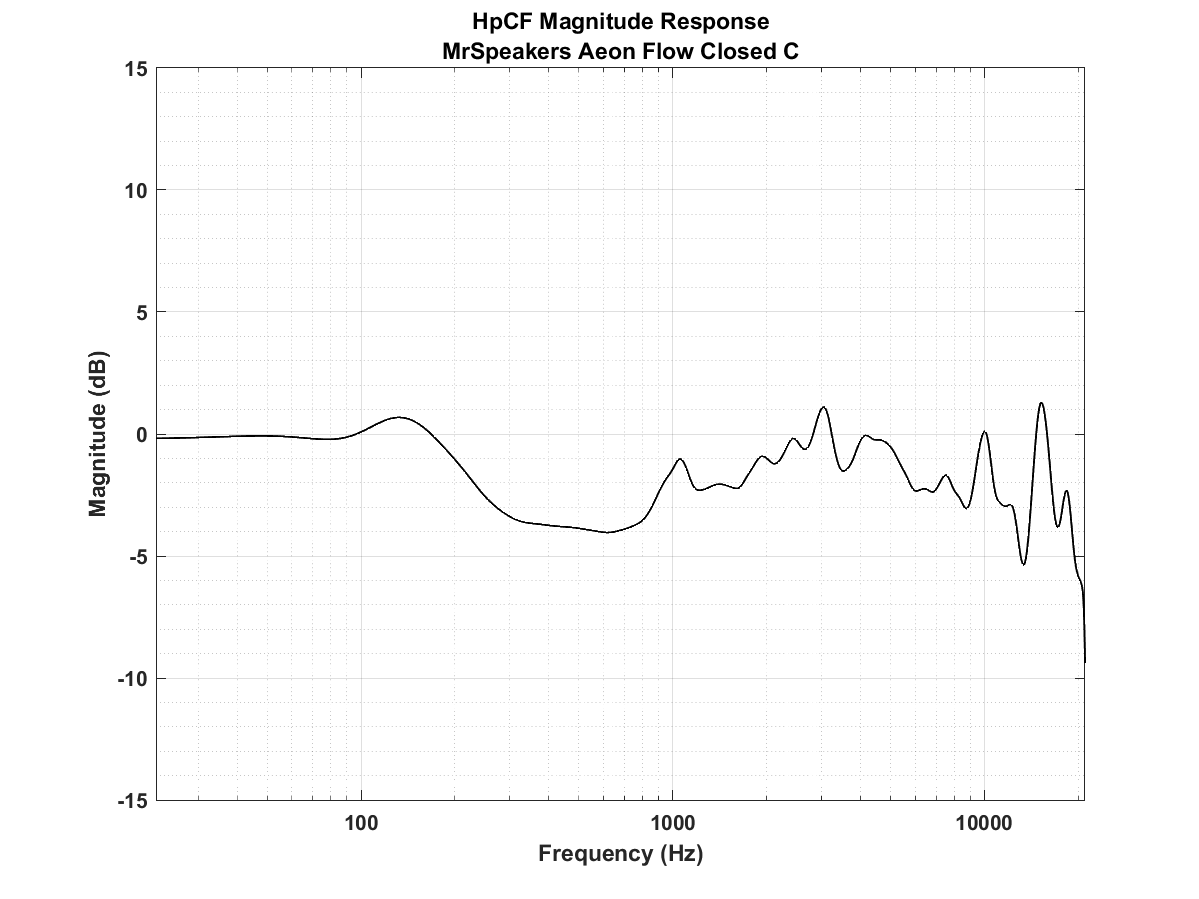 HpCF Magnitude Response
MrSpeakers Aeon Flow Closed C
15
10
5
0
-5
-10
-15
Magnitude (dB)
100
1000
10000
Frequency (Hz)